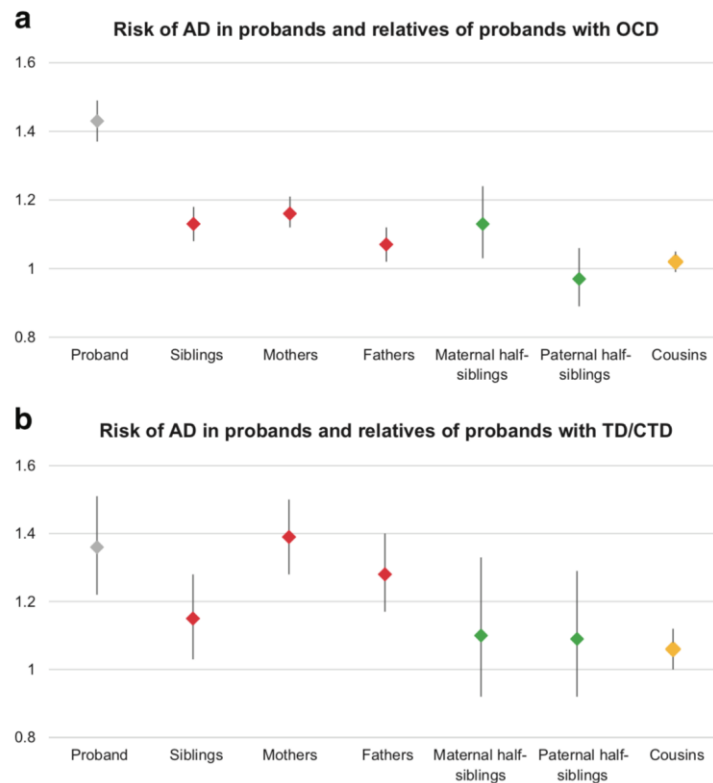 a
Risk of AD in probands and relatives of probands with OCD
1.6
1.4
1.2
1
0.8
Proband Siblings Mothers Fathers Maternal half- Paternal half- Cousins
siblings siblings
b
Risk of AD in probands and relatives of probands with TD/CTD
1.6
1.4
1.2
1
0.8
Proband Siblings Mothers Fathers Maternal half- Paternal half- Cousins
siblings siblings